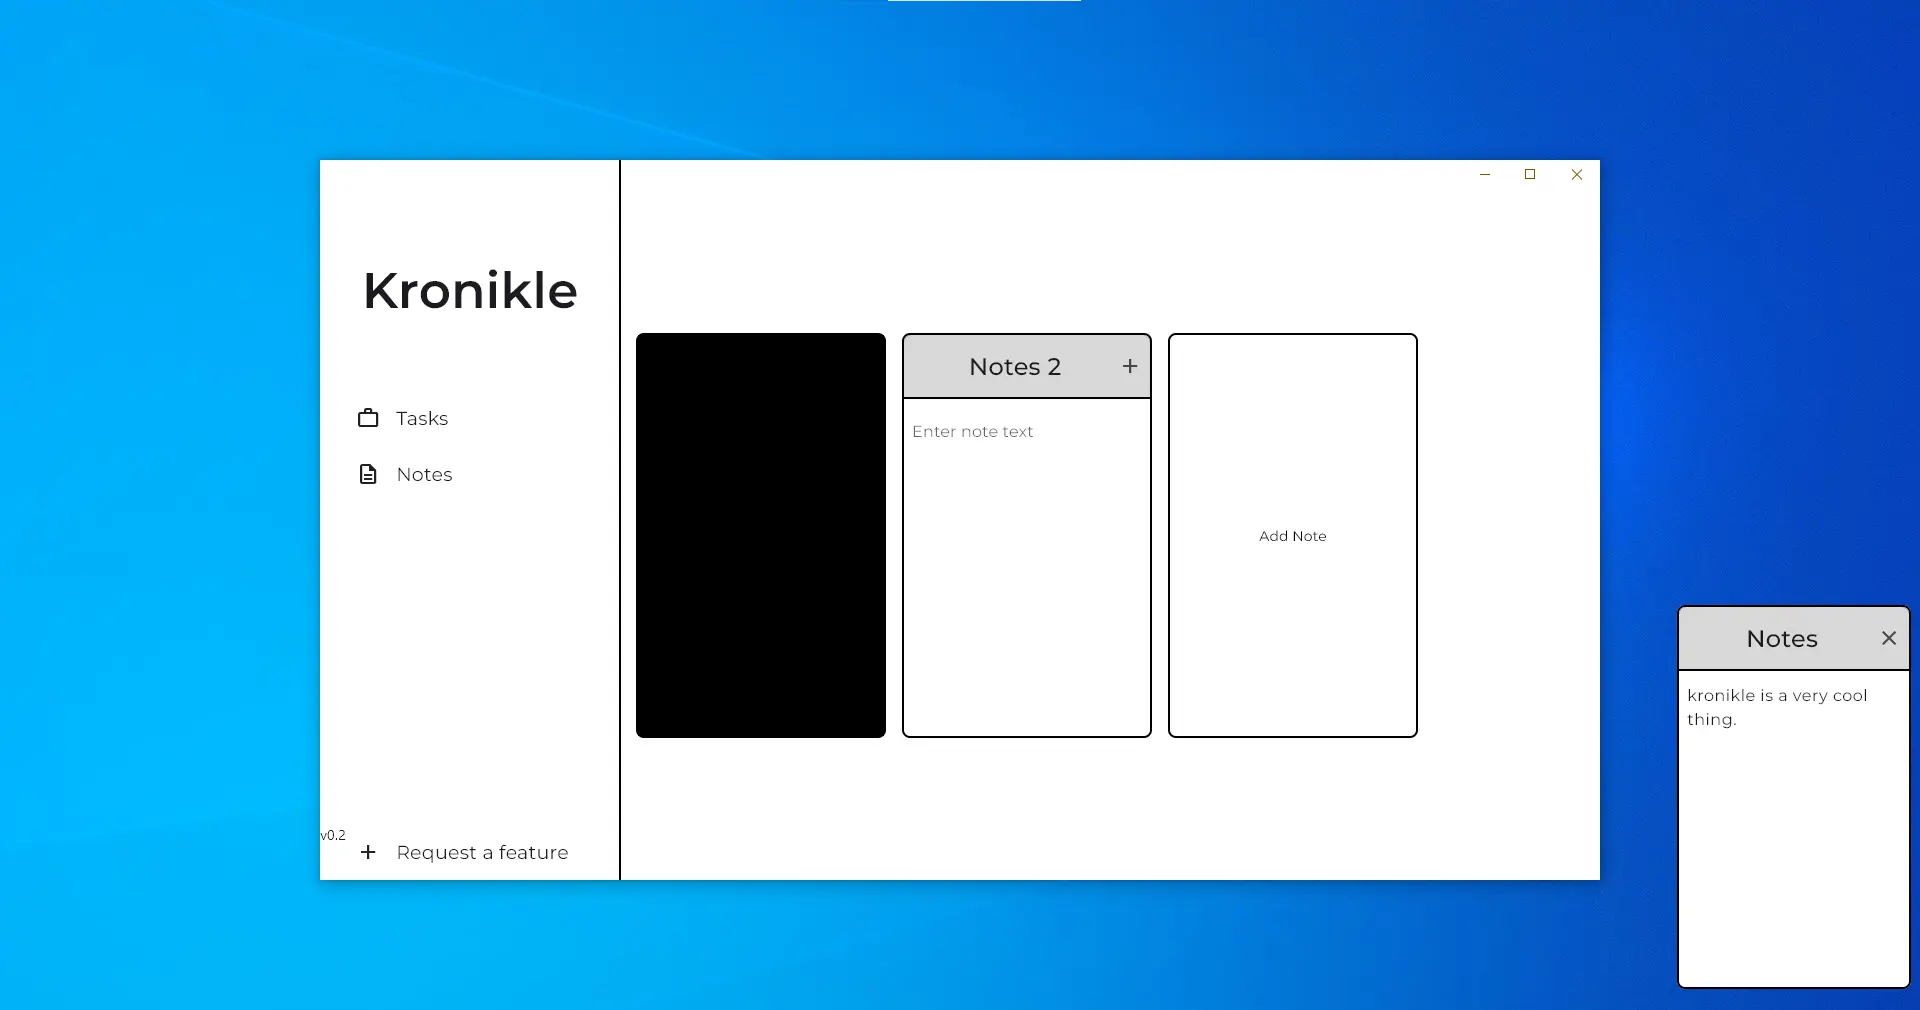 Kronikle
Tasks
Notes
v0.2
Request a feature
Notes 2
Enter note text
Add Note
Notes
kronikle is a very cool
thing.